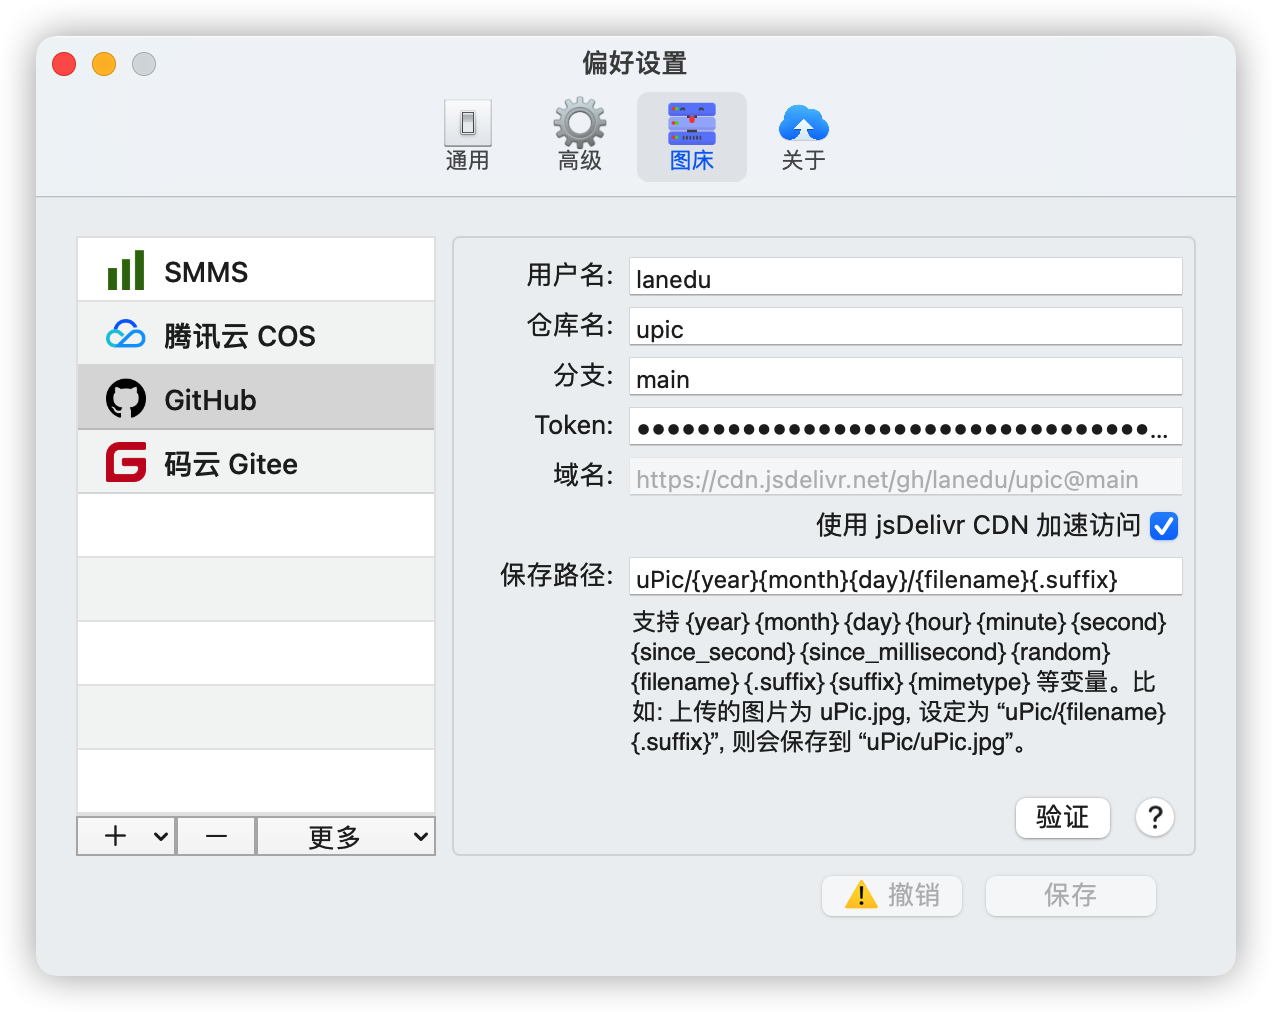 偏好设置
通用
高级
图床
关于
SMMS
腾讯云 COS
GitHub
码云 Gitee
+
—
更多
用户名: lanedu
仓库名: upic
分支: main
Token: ●●●●●●●●●●●●●●●●●●●●●●●●●●●●●●●●●●...
域名: https://cdn.jsdelivr.net/gh/lanedu/upic@main
使用 jsDelivr CDN 加速访问
保存路径: uPic/{year}{month}{day}/{filename}{.suffix}
支持 {year} {month} {day} {hour} {minute} {second}
{since_second} {since_millisecond} {random}
{filename} {.suffix} {suffix} {mimetype} 等变量。比
如: 上传的图片为 uPic.jpg, 设定为 “uPic/{filename}
{.suffix}”, 则会保存到 “uPic/uPic.jpg”。
验证
?
撤销
保存